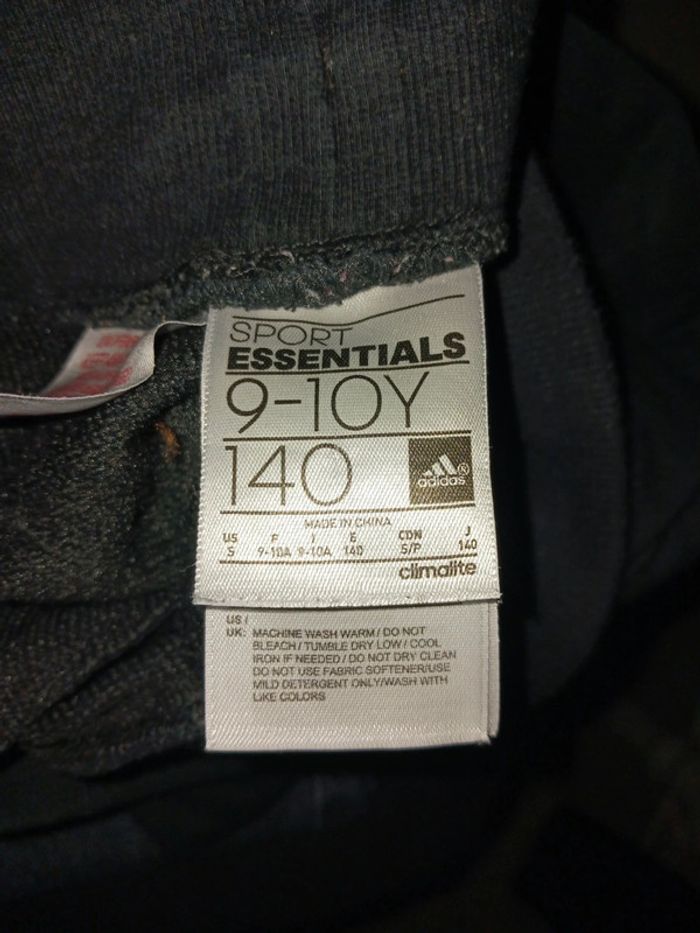 SPORT
ESSENTIALS
9-10Y
140
adidas®
MADE IN CHINA
US F I E CDN J
S 9-10A 9-10A 140 S/P 140
climalite
US /
UK: MACHINE WASH WARM / DO NOT
BLEACH / TUMBLE DRY LOW / COOL
IRON IF NEEDED / DO NOT DRY CLEAN
DO NOT USE FABRIC SOFTENER/USE
MILD DETERGENT ONLY/WASH WITH
LIKE COLORS